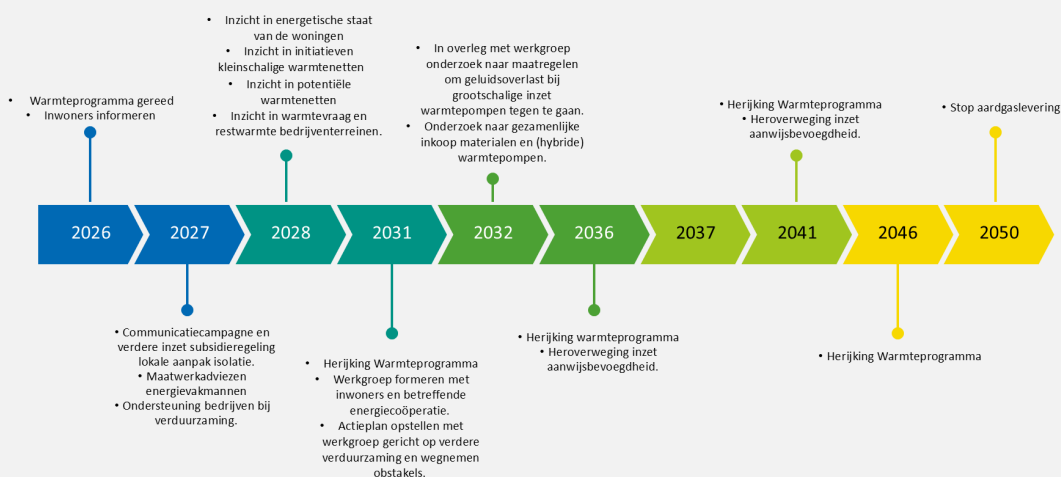 • Warmteprogramma gereed
• Inwoners informeren
• Inzicht in energetische staat
van de woningen
• Inzicht in initiatieven
kleinschalige warmtenetten
• Inzicht in potentiële
warmtenetten
• Inzicht in warmtevraag en
restwarmte bedrijventerreinen.
• In overleg met werkgroep
onderzoek naar maatregelen
om geluidsoverlast bij
grootschalige inzet
warmtepompen tegen te gaan.
• Onderzoek naar gezamenlijke
inkoop materialen en (hybride)
warmtepompen.
• Herijking Warmteprogramma
• Heroverweging inzet
aanwijsbevoegdheid.
• Stop aardgaslevering
2026
2027
2028
2031
2032
2036
2037
2041
2046
2050
• Communicatiecampagne en
verdere inzet subsidieregeling
lokale aanpak isolatie.
• Maatwerkadviezen
energievakmannen
• Ondersteuning bedrijven bij
verduurzaming.
• Herijking Warmteprogramma
• Werkgroep formeren met
inwoners en betreffende
energiecoöperatie.
• Actieplan opstellen met
werkgroep gericht op verdere
verduurzaming en wegnemen
obstakels.
• Herijking warmteprogramma
• Heroverweging inzet
aanwijsbevoegdheid.
• Herijking Warmteprogramma